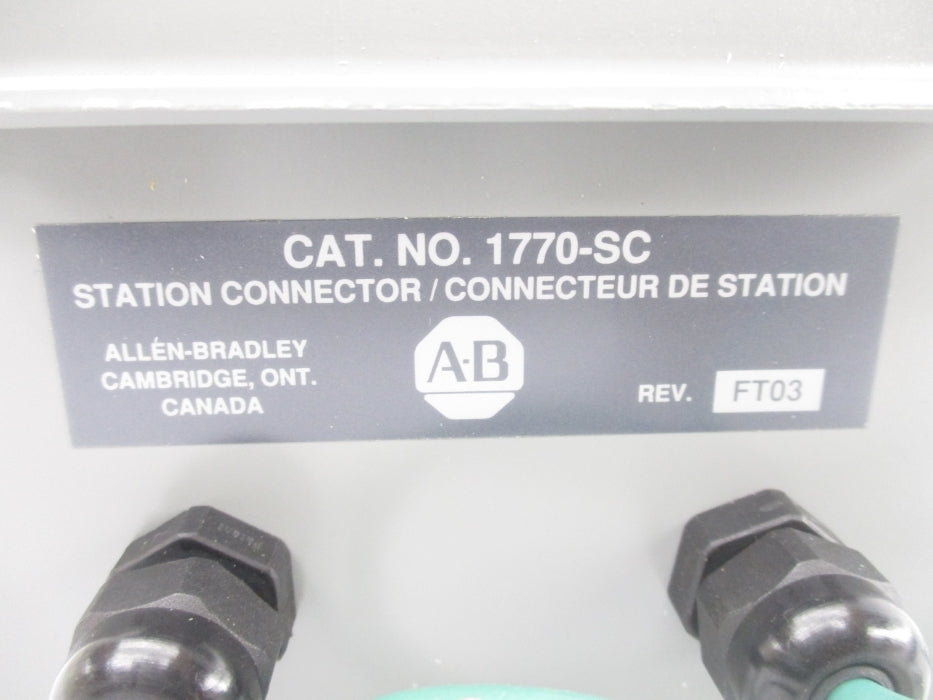 CAT. NO. 1770-SC
STATION CONNECTOR / CONNECTEUR DE STATION
ALLEN-BRADLEY
CAMBRIDGE, ONT.
CANADA
A-B
REV. FT03